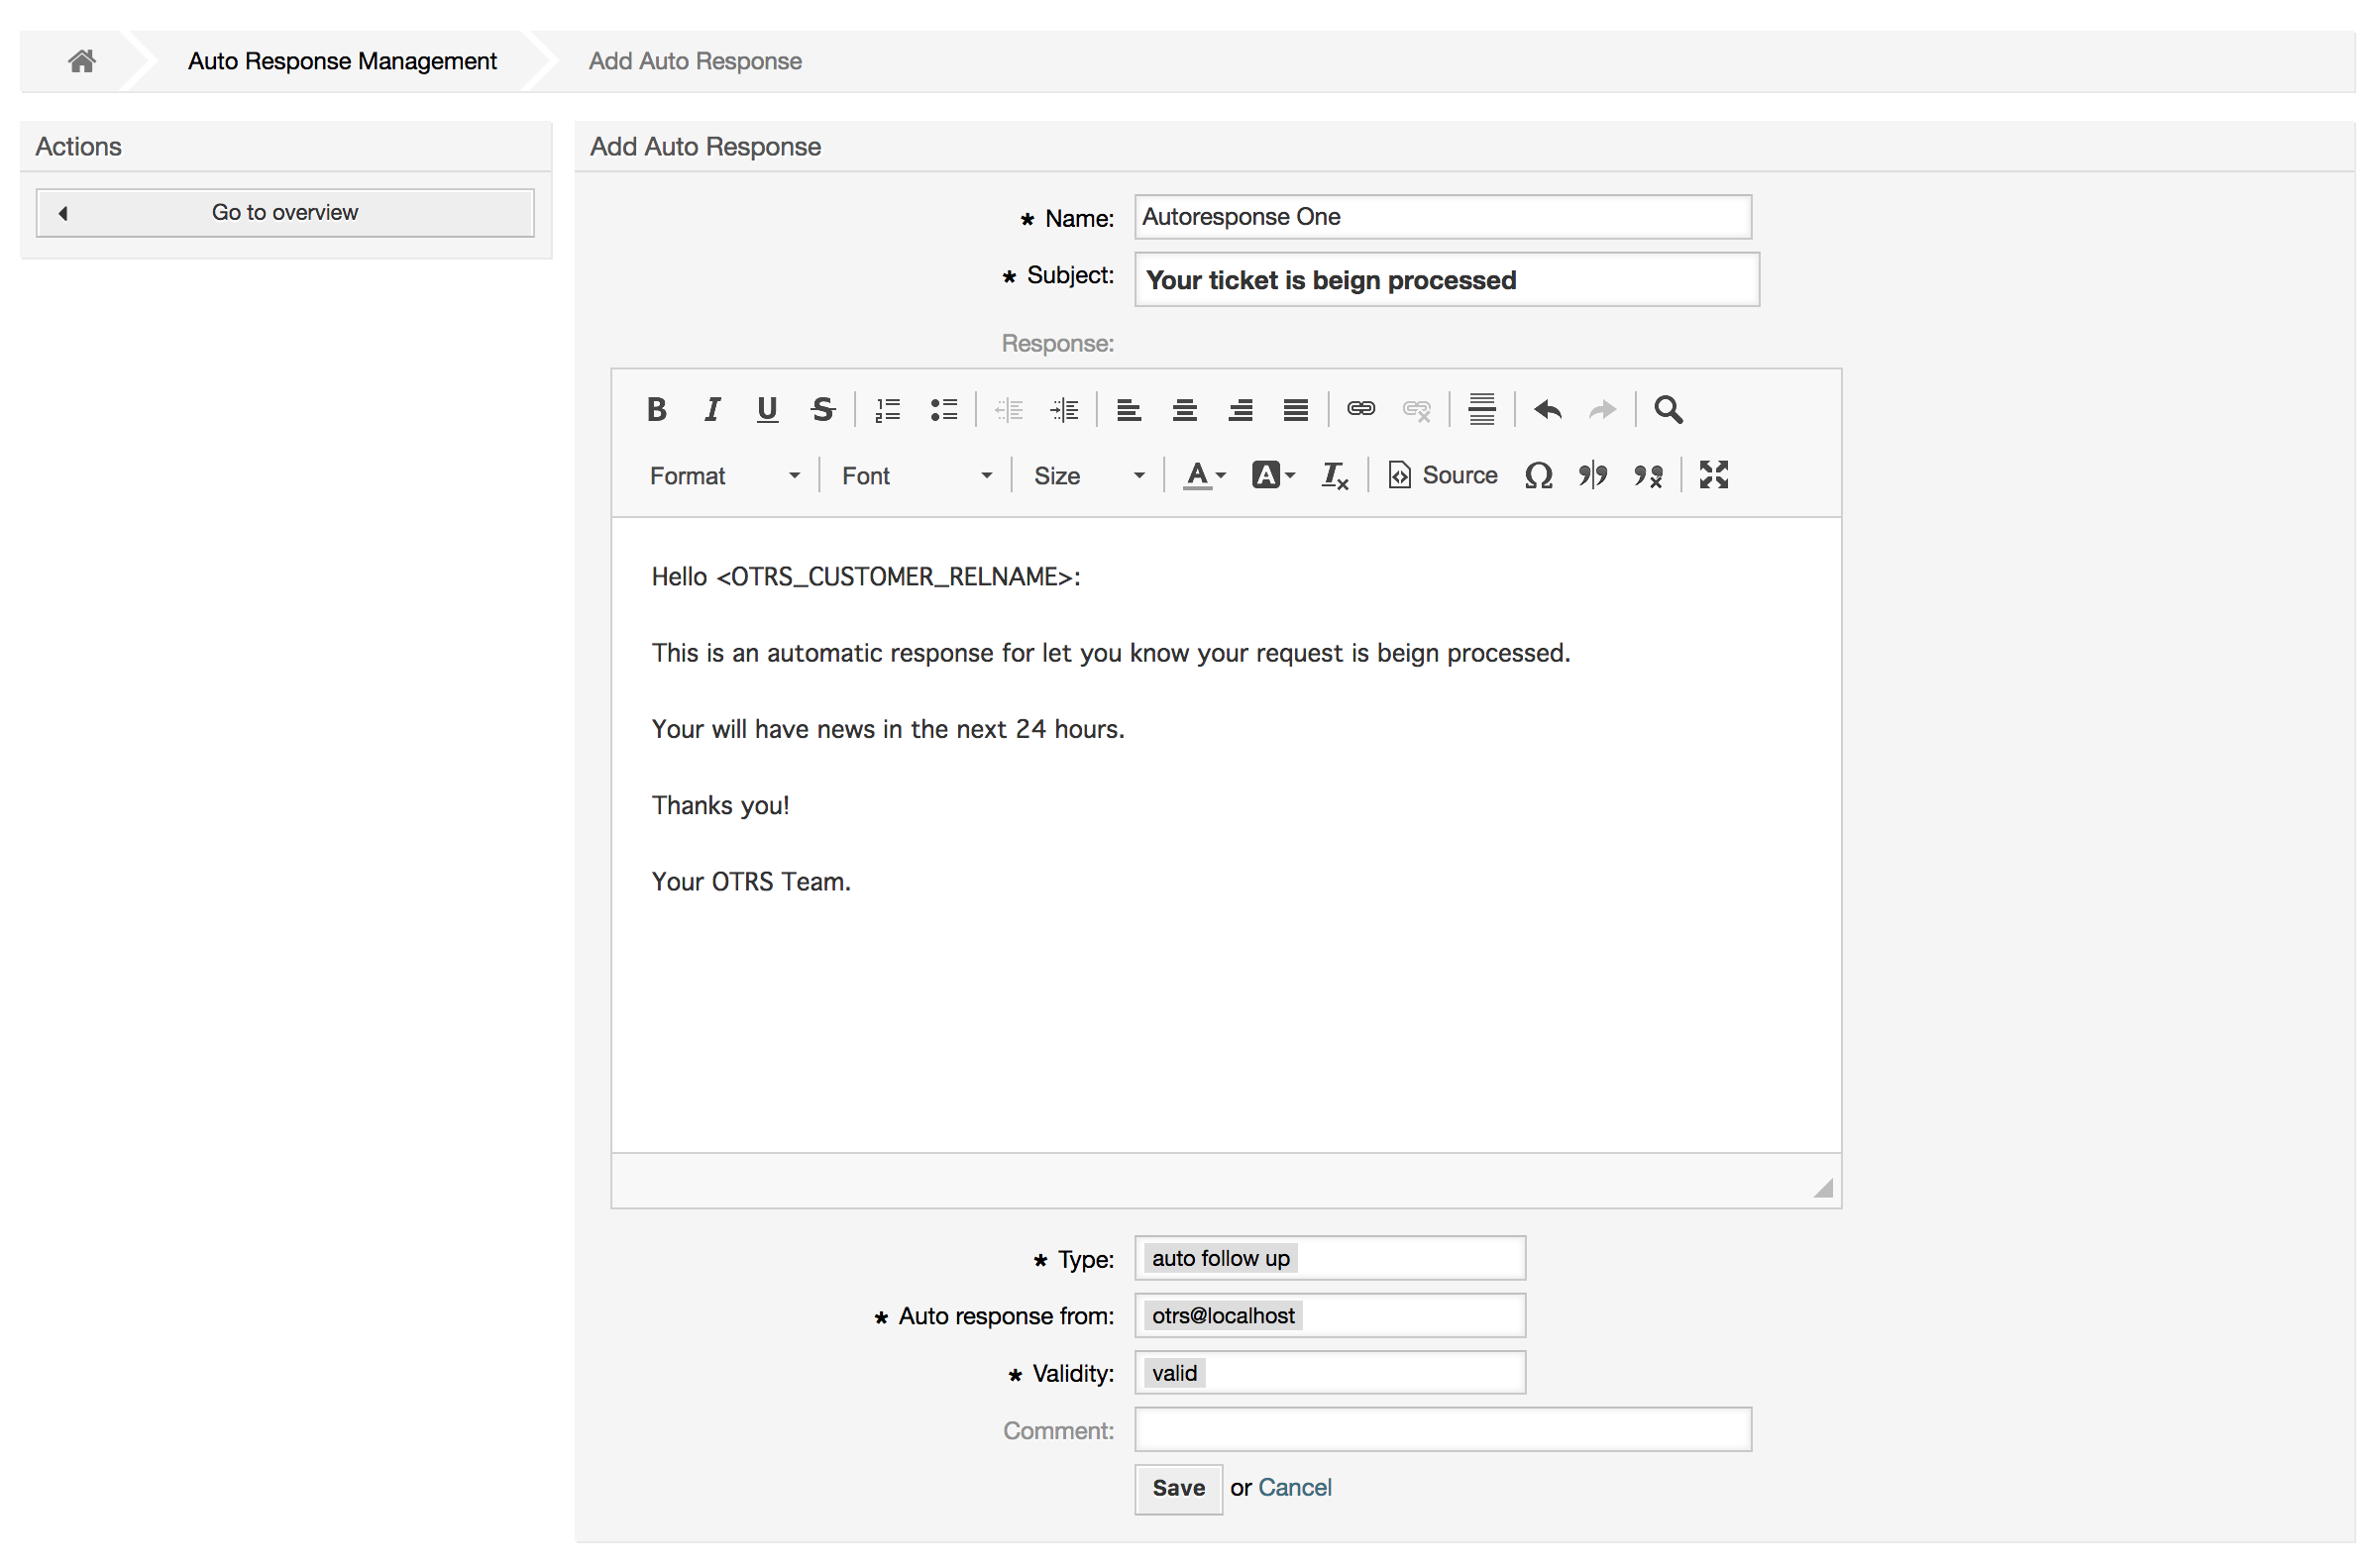 Auto Response Management Add Auto Response
Actions
Go to overview
Add Auto Response
* Name: Autoresponse One
* Subject: Your ticket is beign processed
Response:
B I U S
Format Font Size A A Tx Source Ω
Hello <OTRS_CUSTOMER_RELNAME>:
This is an automatic response for let you know your request is beign processed.
Your will have news in the next 24 hours.
Thanks you!
Your OTRS Team.
* Type: auto follow up
* Auto response from: otrs@localhost
* Validity: valid
Comment:
Save or Cancel